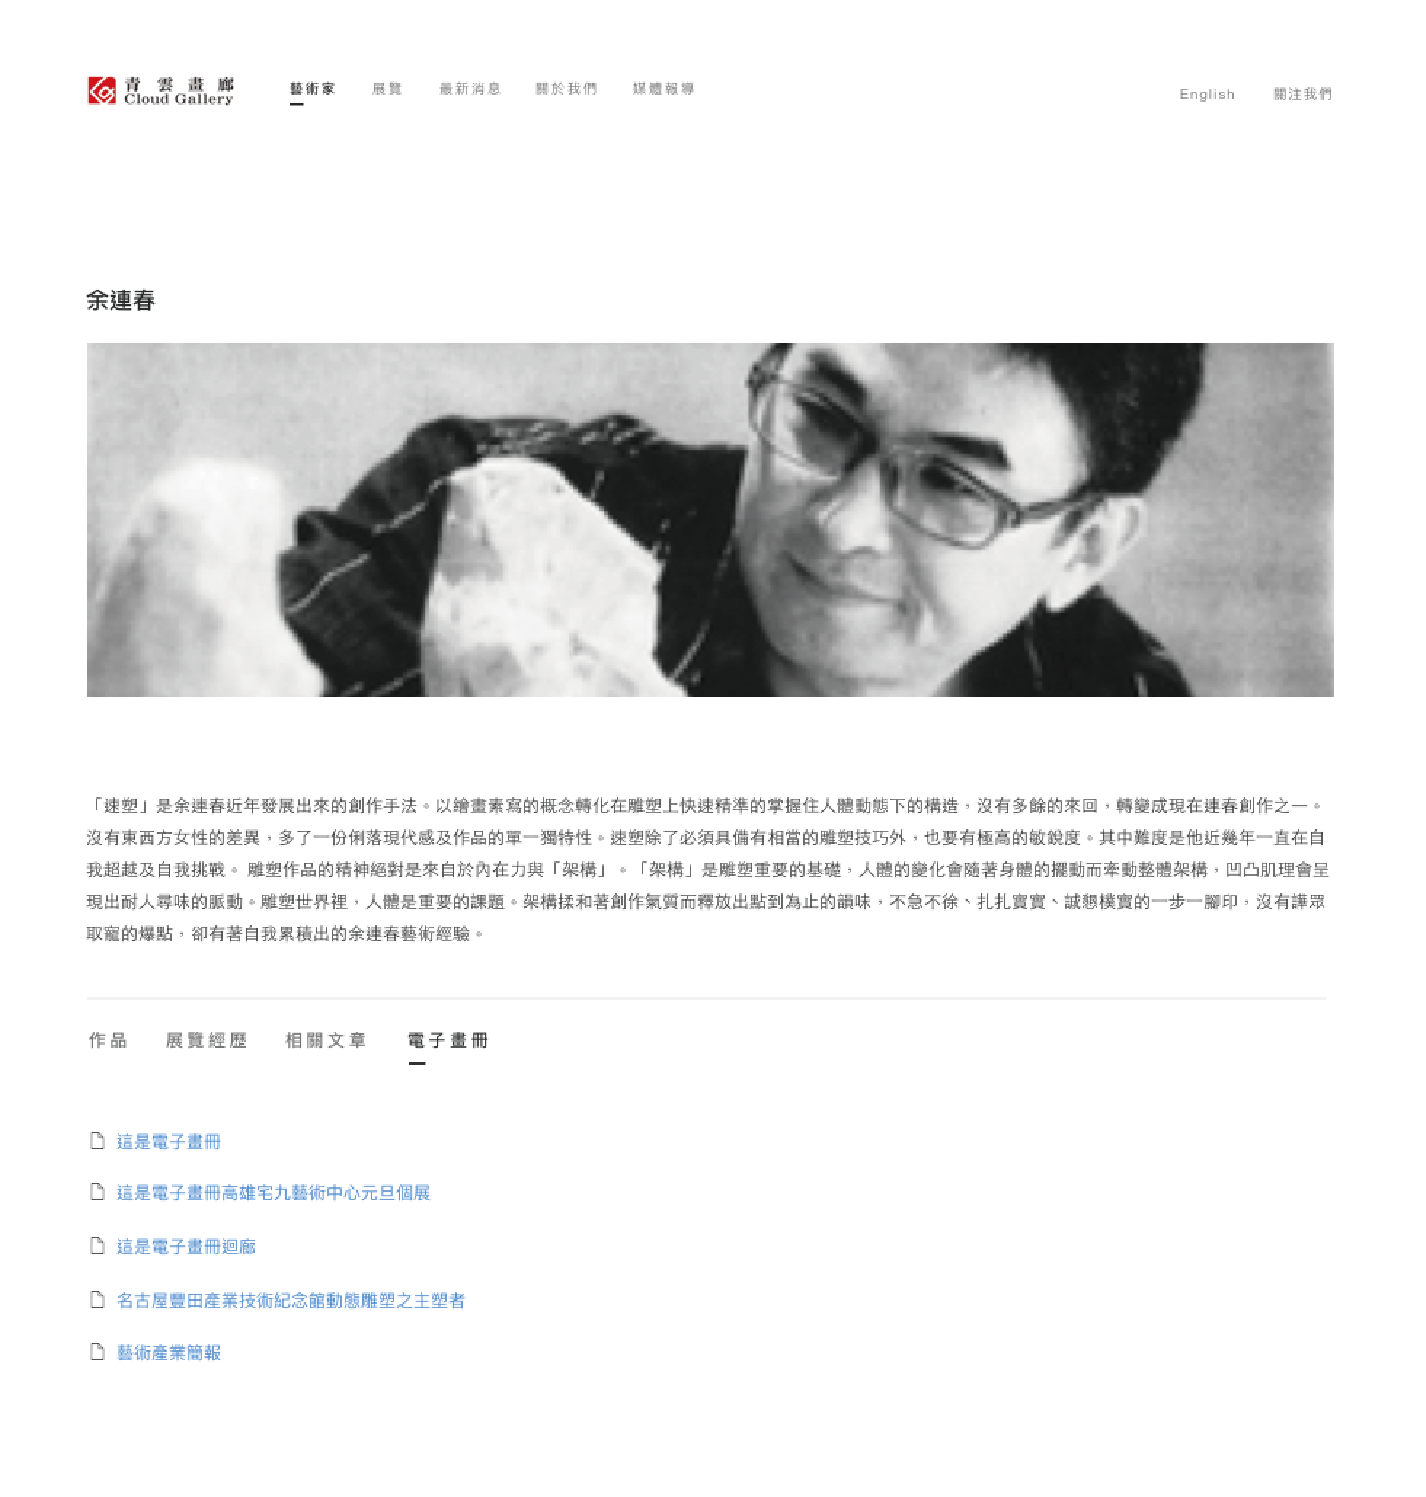 青雲畫廊
Cloud Gallery
藝術家 展覽 最新消息 關於我們 媒體報導
English 關注我們
余連春
「速塑」是余連春近年發展出來的創作手法。以繪畫素寫的概念轉化在雕塑上快速精準的掌握住人體動態下的構造，沒有多餘的來回，轉變成現在連春創作之一。
沒有東西方女性的差異，多了一份俐落現代感及作品的單一獨特性。速塑除了必須具備有相當的雕塑技巧外，也要有極高的敏銳度。其中難度是他近幾年一直在自
我超越及自我挑戰。 雕塑作品的精神絕對是來自於內在力與「架構」。「架構」是雕塑重要的基礎，人體的變化會隨著身體的擺動而牽動整體架構，凹凸肌理會呈
現出耐人尋味的脈動。雕塑世界裡，人體是重要的課題。架構揉和著創作氣質而釋放出點到為止的韻味，不急不徐、扎扎實實、誠懇樸實的一步一腳印，沒有譁眾
取寵的爆點，卻有著自我累積出的余連春藝術經驗。
作品 展覽經歷 相關文章 電子畫冊
這是電子畫冊
這是電子畫冊高雄宅九藝術中心元旦個展
這是電子畫冊迴廊
名古屋豐田產業技術紀念館動態雕塑之主塑者
藝術產業簡報